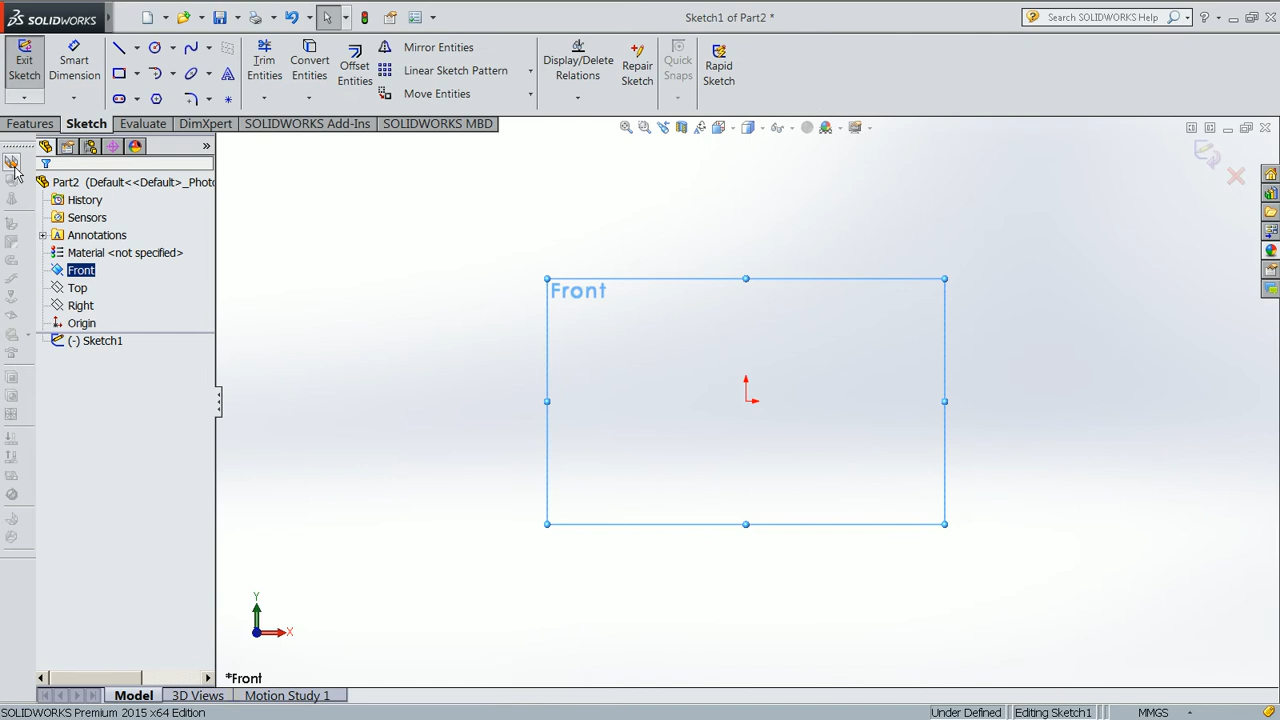 SOLIDWORKS
Sketch1 of Part2 *
Search SOLIDWORKS Help
Exit Sketch
Smart Dimension
Trim Entities
Convert Entities
Offset Entities
Mirror Entities
Linear Sketch Pattern
Move Entities
Display/Delete Relations
Repair Sketch
Quick Snaps
Rapid Sketch
Features
Sketch
Evaluate
DimXpert
SOLIDWORKS Add-Ins
SOLIDWORKS MBD
Part2 (Default<<Default>_Photo
History
Sensors
Annotations
Material <not specified>
Front
Top
Right
Origin
(-) Sketch1
Front
Y
X
*Front
Model
3D Views
Motion Study 1
SOLIDWORKS Premium 2015 x64 Edition
Under Defined
Editing Sketch1
MMGS